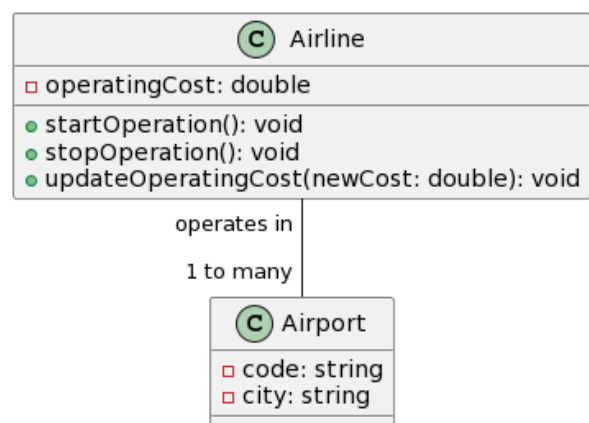 C Airline
operatingCost: double
startOperation(): void
stopOperation(): void
updateOperatingCost(newCost: double): void
operates in
1 to many
C Airport
code: string
city: string